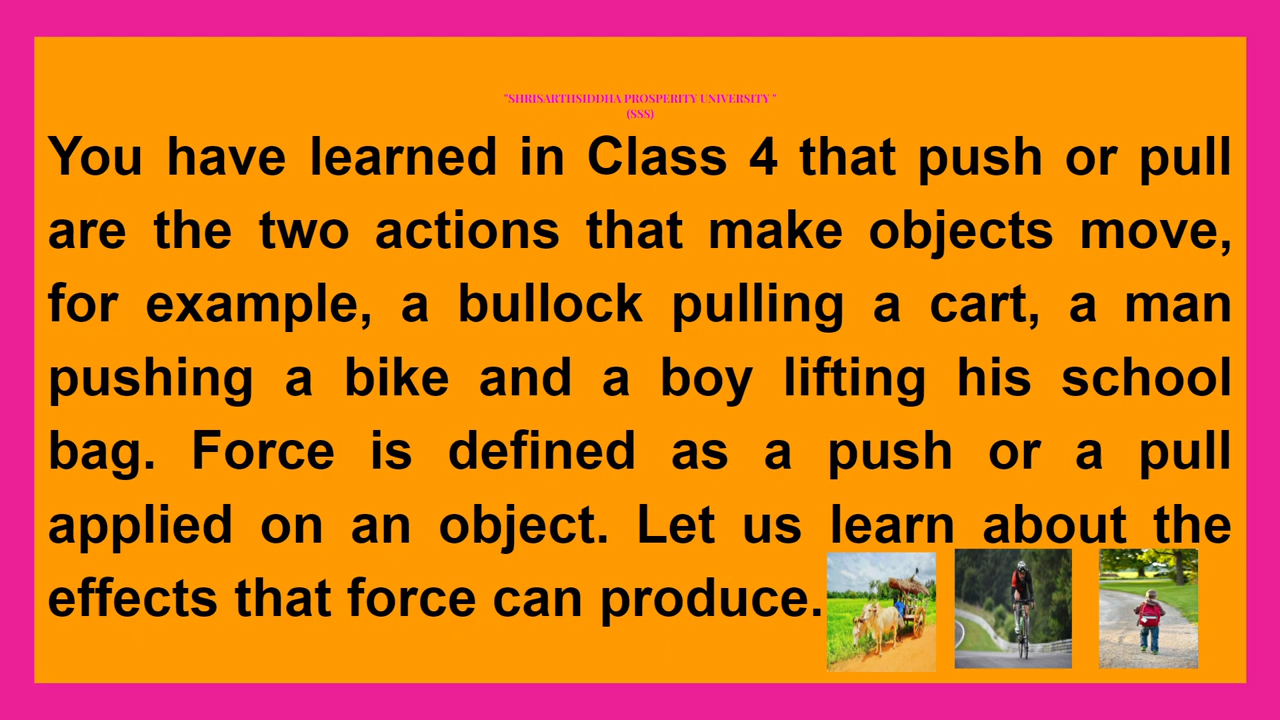 "SHRISARTHSIDDHA PROSPERITY UNIVERSITY "
(SSS)
You have learned in Class 4 that push or pull
are the two actions that make objects move,
for example, a bullock pulling a cart, a man
pushing a bike and a boy lifting his school
bag. Force is defined as a push or a pull
applied on an object. Let us learn about the
effects that force can produce.